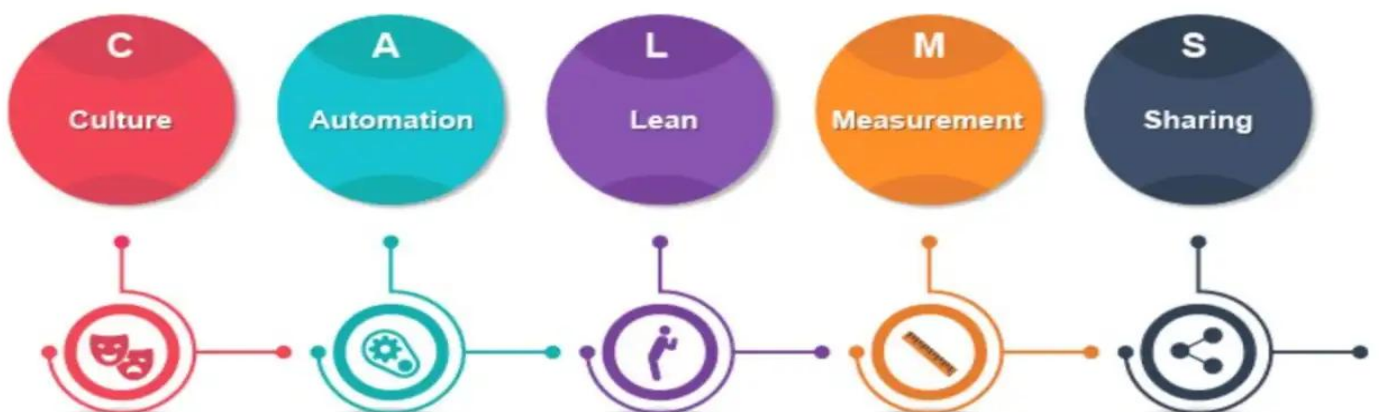 C
Culture
A
Automation
L
Lean
M
Measurement
S
Sharing